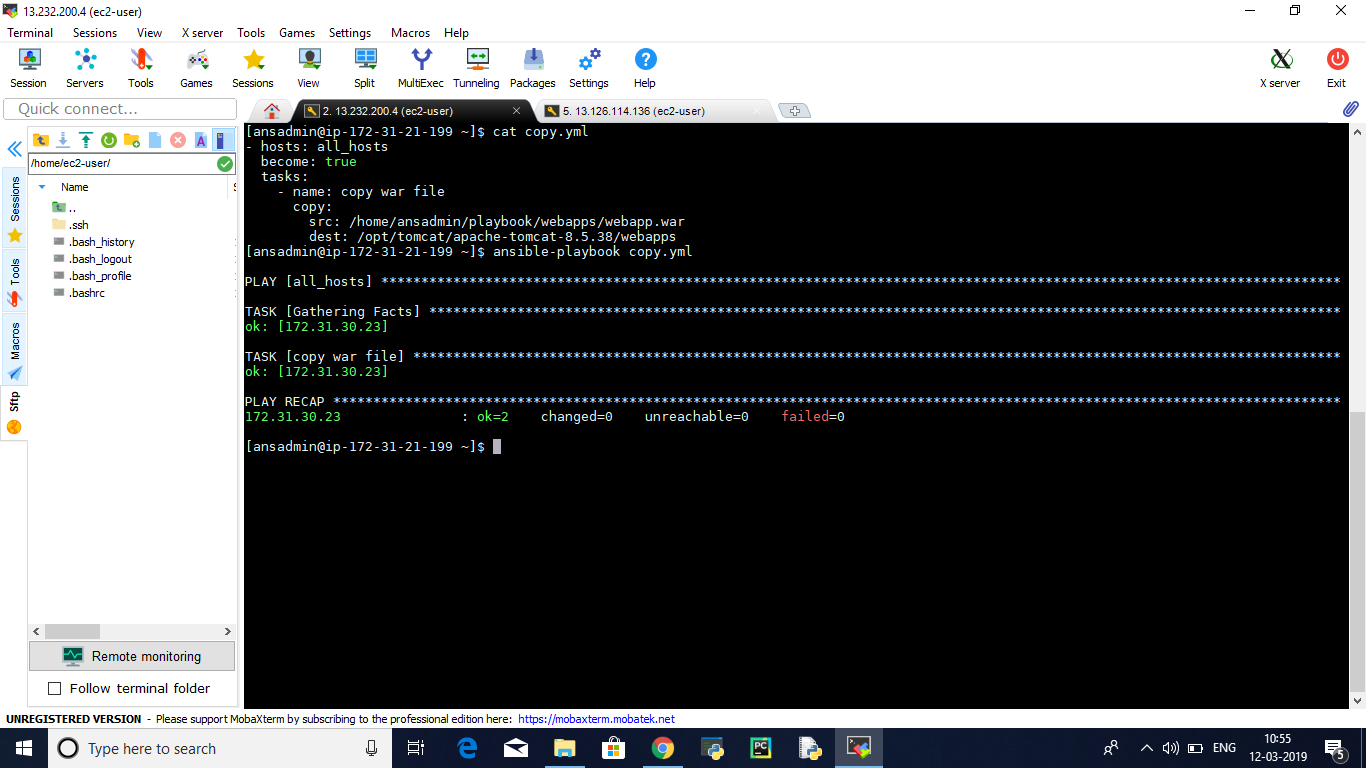 13.232.200.4 (ec2-user)
Terminal Sessions View X server Tools Games Settings Macros Help
Session Servers Tools Games Sessions View Split MultiExec Tunneling Packages Settings Help X server Exit
Quick connect...
2. 13.232.200.4 (ec2-user)
5. 13.126.114.136 (ec2-user)
/home/ec2-user/
Name
..
.ssh
.bash_history
.bash_logout
.bash_profile
.bashrc
Sessions
Tools
Macros
Sftp
Remote monitoring
Follow terminal folder
[ansadmin@ip-172-31-21-199 ~]$ cat copy.yml
- hosts: all_hosts
  become: true
  tasks:
    - name: copy war file
      copy:
        src: /home/ansadmin/playbook/webapps/webapp.war
        dest: /opt/tomcat/apache-tomcat-8.5.38/webapps
[ansadmin@ip-172-31-21-199 ~]$ ansible-playbook copy.yml
PLAY [all_hosts] ************************************************************************************************************************
TASK [Gathering Facts] ******************************************************************************************************************
ok: [172.31.30.23]
TASK [copy war file] ********************************************************************************************************************
ok: [172.31.30.23]
PLAY RECAP ******************************************************************************************************************************
172.31.30.23               : ok=2    changed=0    unreachable=0    failed=0
[ansadmin@ip-172-31-21-199 ~]$
UNREGISTERED VERSION - Please support MobaXterm by subscribing to the professional edition here: https://mobaxterm.mobatek.net
Type here to search
PC
ENG
10:55
12-03-2019
5